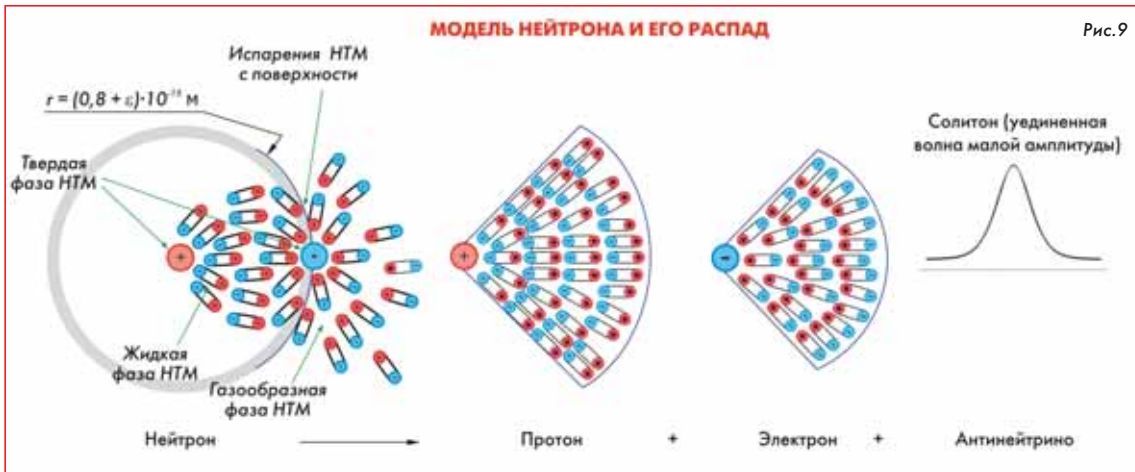 МОДЕЛЬ НЕЙТРОНА И ЕГО РАСПАД
Рис.9
Испарения НТМ
с поверхности
r = (0,8 + ε)·10⁻¹⁵ м
Твердая
фаза НТМ
Жидкая
фаза НТМ
Газообразная
фаза НТМ
Солитон (уединенная
волна малой амплитуды)
Нейтрон
Протон + Электрон + Антинейтрино